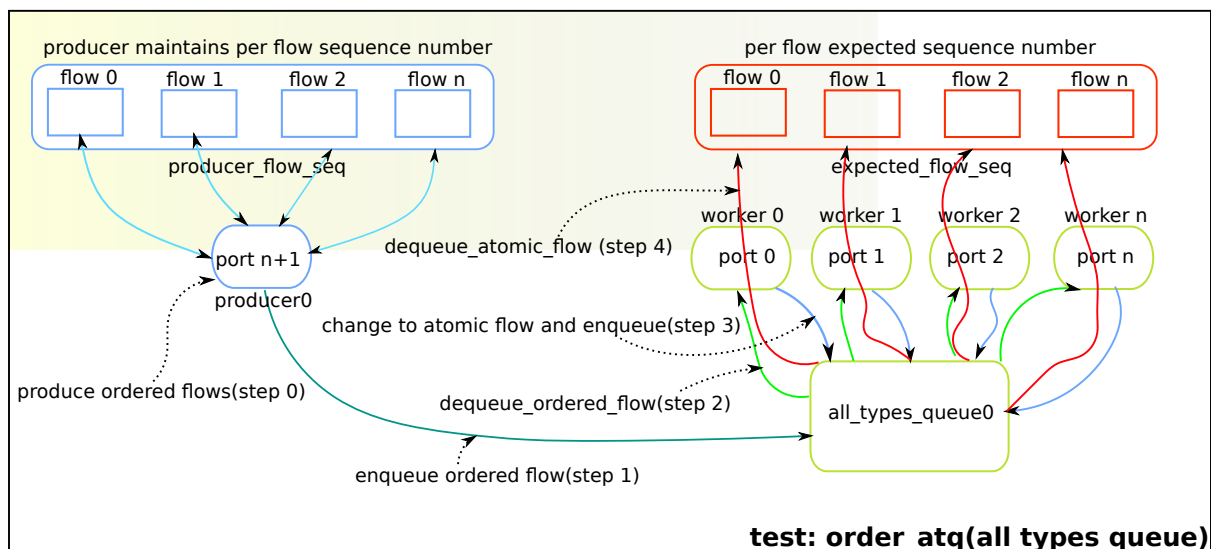 producer maintains per flow sequence number
per flow expected sequence number
flow 0 flow 1 flow 2 flow n
flow 0 flow 1 flow 2 flow n
producer_flow_seq
expected_flow_seq
worker 0 worker 1 worker 2 worker n
dequeue_atomic_flow (step 4)
port n+1
port 0 port 1 port 2 port n
producer0
change to atomic flow and enqueue(step 3)
produce ordered flows(step 0)
dequeue_ordered_flow(step 2)
all_types_queue0
enqueue ordered flow(step 1)
test: order_atq(all types queue)